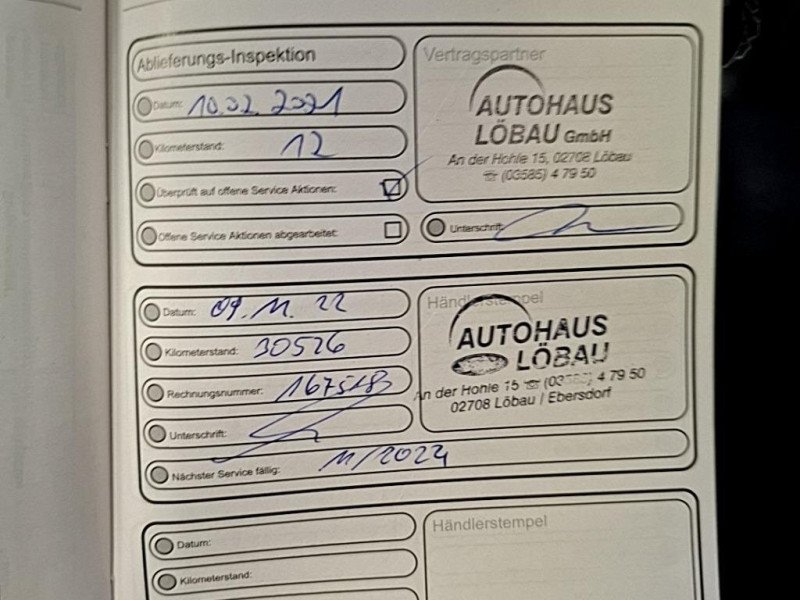 Ablieferungs-Inspektion
Datum: 10.02.2021
Kilometerstand: 12
Überprüft auf offene Service Aktionen:
Offene Service Aktionen abgearbeitet:
Vertragspartner
AUTOHAUS
LÖBAU GmbH
An der Hohle 15, 02708 Löbau
☏ (03585) 4 79 50
Unterschrift:
Datum: 09.11.22
Kilometerstand: 30526
Rechnungsnummer:
Unterschrift:
Nächster Service fällig: 11/2024
Händlerstempel
AUTOHAUS
LÖBAU
An der Hohle 15 ☏ (03585) 4 79 50
02708 Löbau / Ebersdorf
Datum:
Kilometerstand:
Händlerstempel